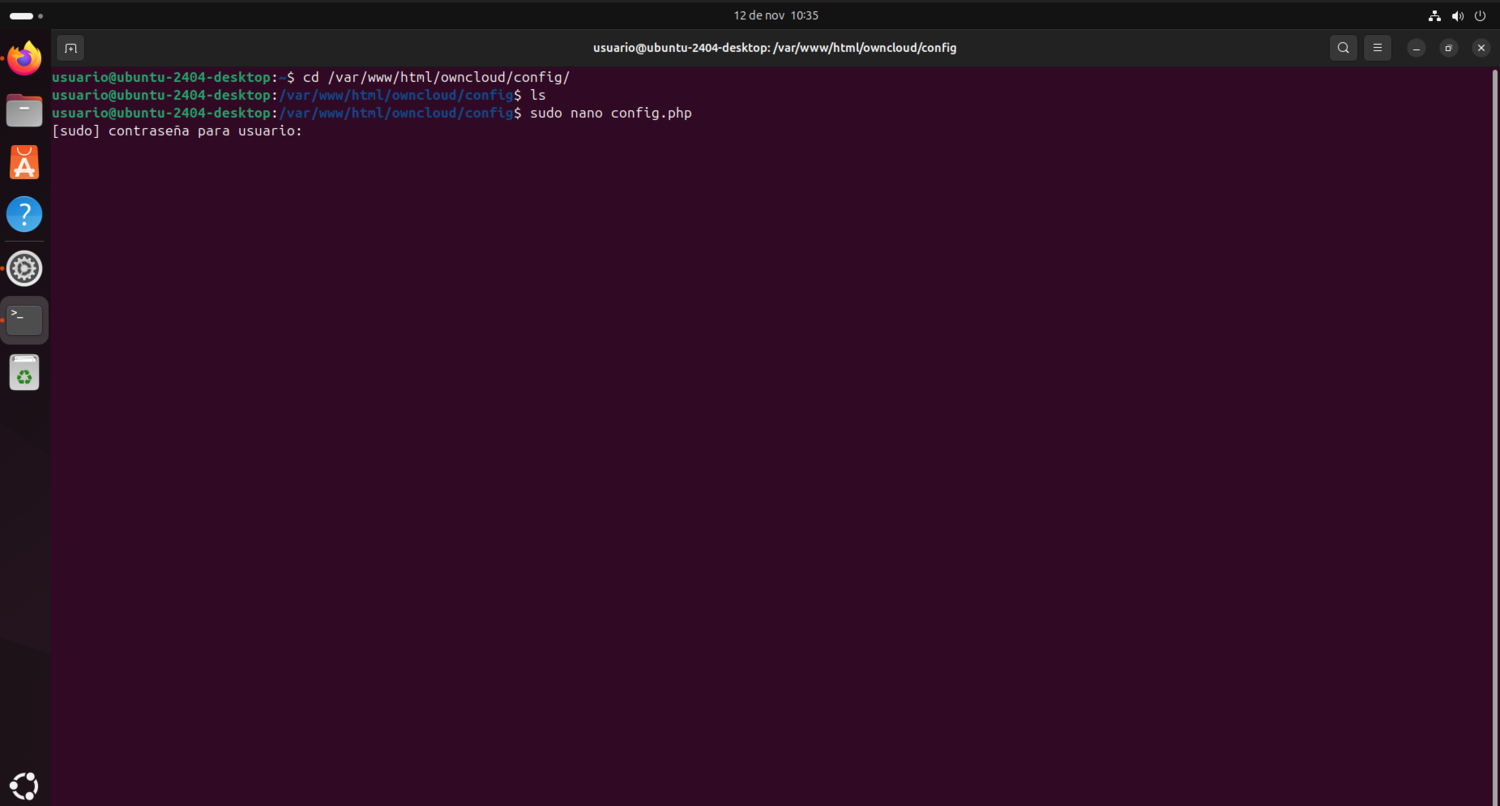 12 de nov 10:35
usuario@ubuntu-2404-desktop: /var/www/html/owncloud/config
usuario@ubuntu-2404-desktop:~$ cd /var/www/html/owncloud/config/
usuario@ubuntu-2404-desktop:/var/www/html/owncloud/config$ ls
usuario@ubuntu-2404-desktop:/var/www/html/owncloud/config$ sudo nano config.php
[sudo] contraseña para usuario: